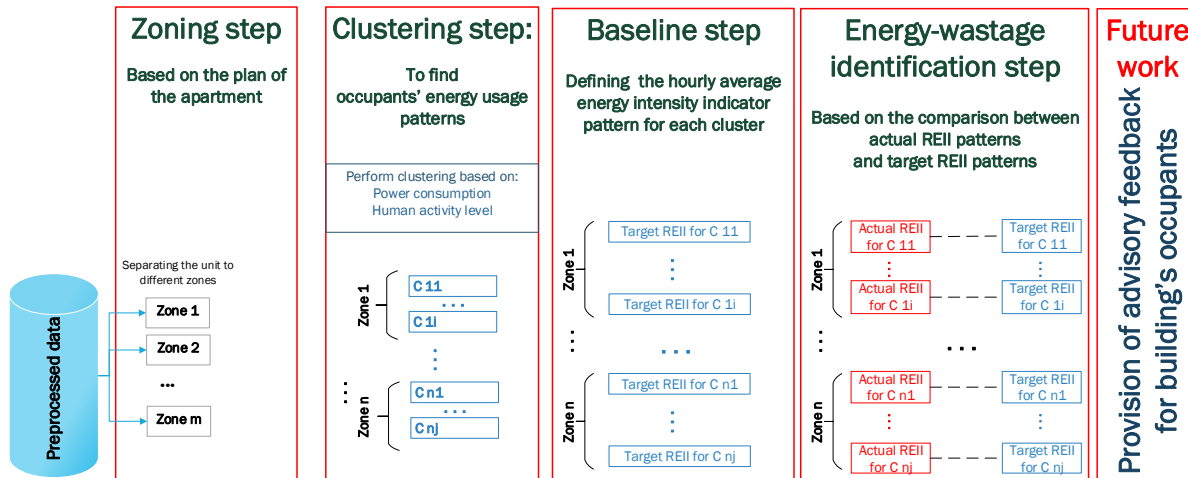 Preprocessed data
Zoning step
Based on the plan of
the apartment
Separating the unit to
different zones
Zone 1
Zone 2
...
Zone m
Clustering step:
To find
occupants' energy usage
patterns
Perform clustering based on:
Power consumption
Human activity level
Zone 1
C 11
...
C 1i
...
...
Zone n
C n1
...
C nj
Baseline step
Defining the hourly average
energy intensity indicator
pattern for each cluster
Zone 1
Target REII for C 11
...
Target REII for C 1i
...
...
Zone n
Target REII for C n1
...
Target REII for C nj
Energy-wastage
identification step
Based on the comparison between
actual REII patterns
and target REII patterns
Zone 1
Actual REII
for C 11
Target REII
for C 11
...
...
Actual REII
for C 1i
Target REII
for C 1i
...
...
Zone n
Actual REII
for C n1
Target REII
for C n1
...
...
Actual REII
for C nj
Target REII
for C nj
Future
work
Provision of advisory feedback
for building's occupants